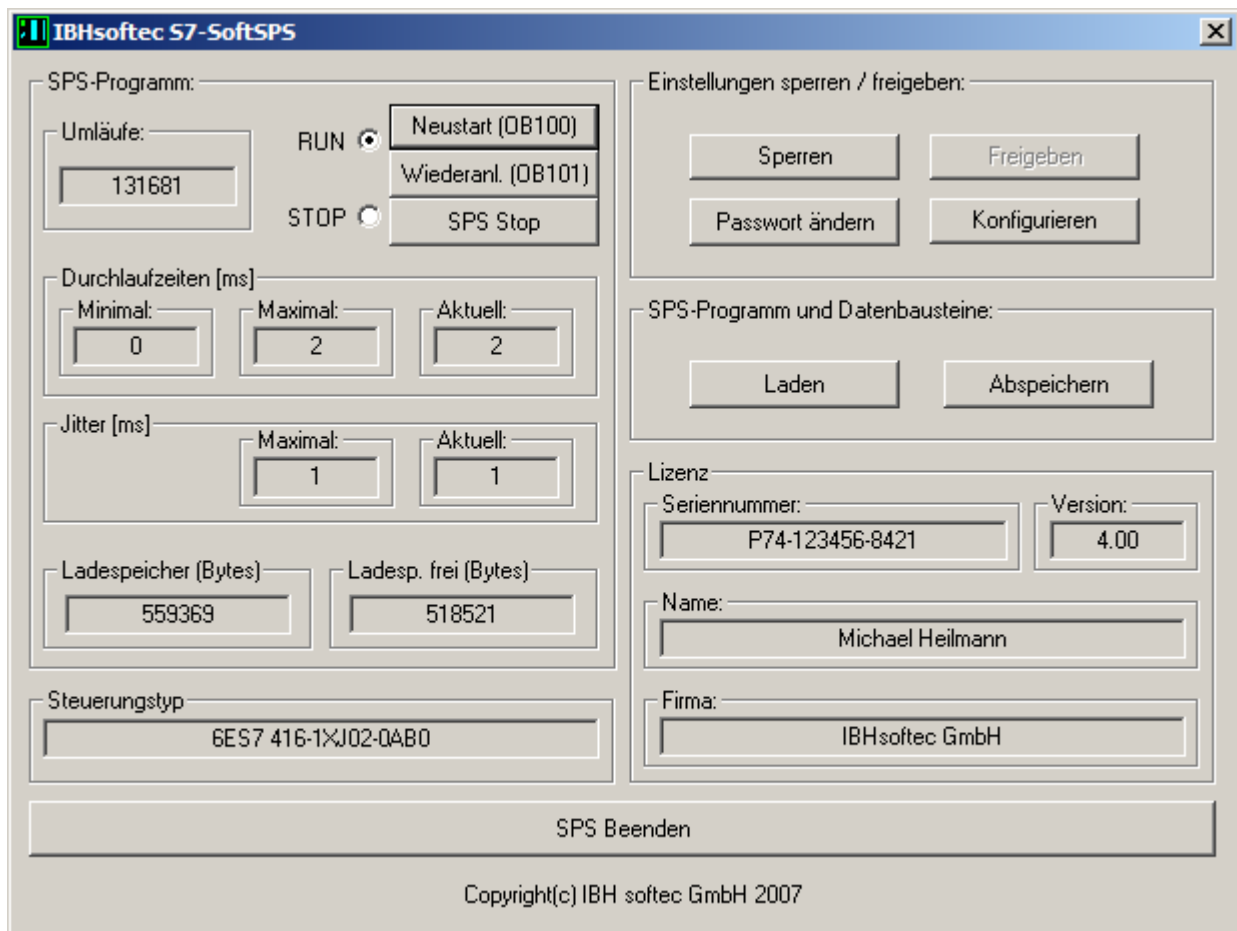 IBHsoftec S7-SoftSPS
SPS-Programm:
Umläufe:
131681
RUN
STOP
Neustart (OB100)
Wiederanl. (OB101)
SPS Stop
Durchlaufzeiten [ms]
Minimal:
0
Maximal:
2
Aktuell:
2
Jitter [ms]
Maximal:
1
Aktuell:
1
Ladespeicher (Bytes)
559369
Ladesp. frei (Bytes)
518521
Steuerungstyp
6ES7 416-1XJ02-0AB0
Einstellungen sperren / freigeben:
Sperren
Freigeben
Passwort ändern
Konfigurieren
SPS-Programm und Datenbausteine:
Laden
Abspeichern
Lizenz
Seriennummer:
P74-123456-8421
Version:
4.00
Name:
Michael Heilmann
Firma:
IBHsoftec GmbH
SPS Beenden
Copyright(c) IBH softec GmbH 2007